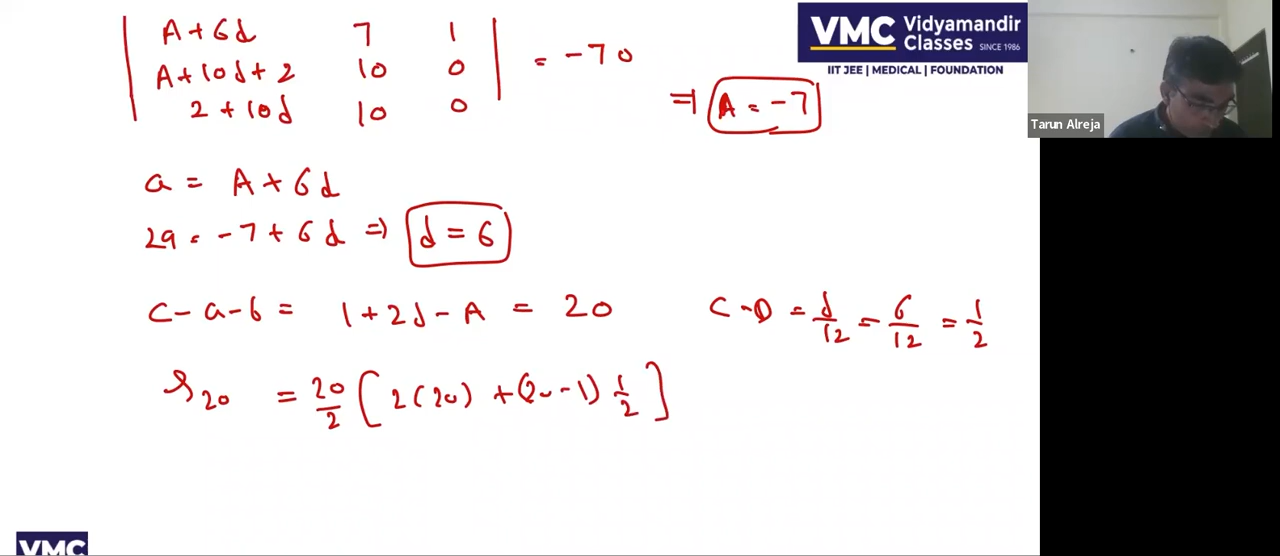 A+6d 7 1
A+10d+2 10 0 = -70
2+10d 10 0
⇒ A = -7
VMC Vidyamandir Classes SINCE 1986
IIT JEE | MEDICAL | FOUNDATION
Tarun Alreja
a = A+6d
29 = -7+6d ⇒ d = 6
c-a-b = 1+2d-A = 20 C-D = d/12 = 6/12 = 1/2
S20 = 20/2 [2(20) + (20-1) 1/2]
VMC